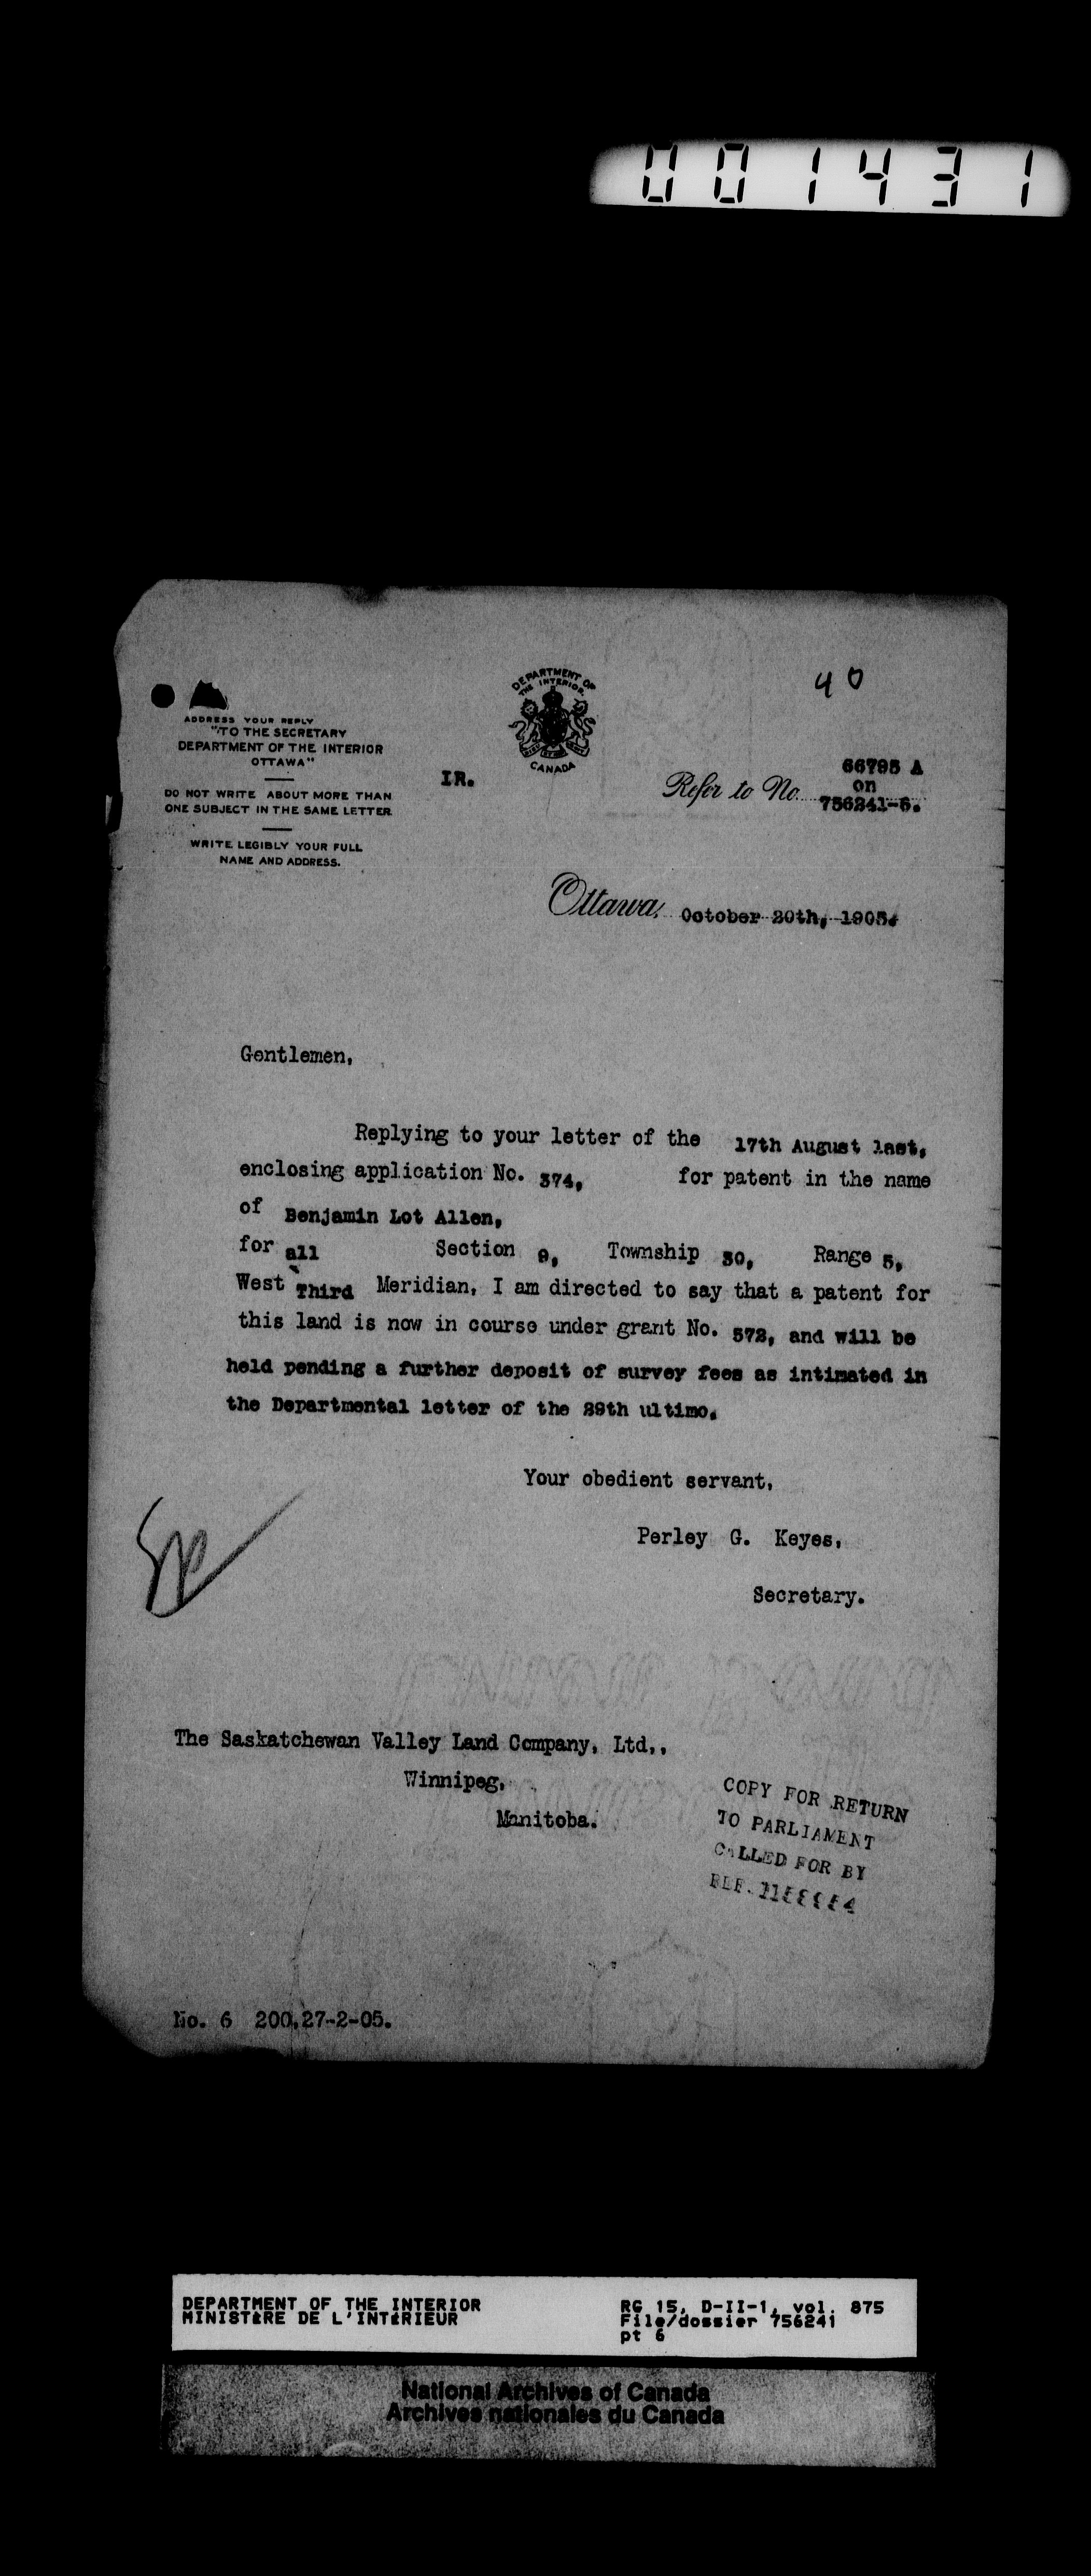 001431
40
DEPARTMENT OF
THE INTERIOR.
CANADA
ADDRESS YOUR REPLY
"TO THE SECRETARY
DEPARTMENT OF THE INTERIOR
OTTAWA"
DO NOT WRITE ABOUT MORE THAN
ONE SUBJECT IN THE SAME LETTER.
WRITE LEGIBLY YOUR FULL
NAME AND ADDRESS.
IR.
66795 A
on
Refer to No. 756241-6.
Ottawa, October 20th, 1905.
Gentlemen,
Replying to your letter of the 17th August last,
enclosing application No. 374, for patent in the name
of Benjamin Lot Allen,
for all Section 9, Township 30, Range 5,
West Third Meridian, I am directed to say that a patent for
this land is now in course under grant No. 572, and will be
held pending a further deposit of survey fees as intimated in
the Departmental letter of the 29th ultimo.
Your obedient servant,
Perley G. Keyes,
Secretary.
The Saskatchewan Valley Land Company, Ltd.,
Winnipeg,
Manitoba.
COPY FOR RETURN
TO PARLIAMENT
CALLED FOR BY
No. 6 200,27-2-05.
DEPARTMENT OF THE INTERIOR
MINISTÈRE DE L'INTÉRIEUR
RG 15, D-II-1, vol. 875
File/dossier 756241
pt 6
National Archives of Canada
Archives nationales du Canada